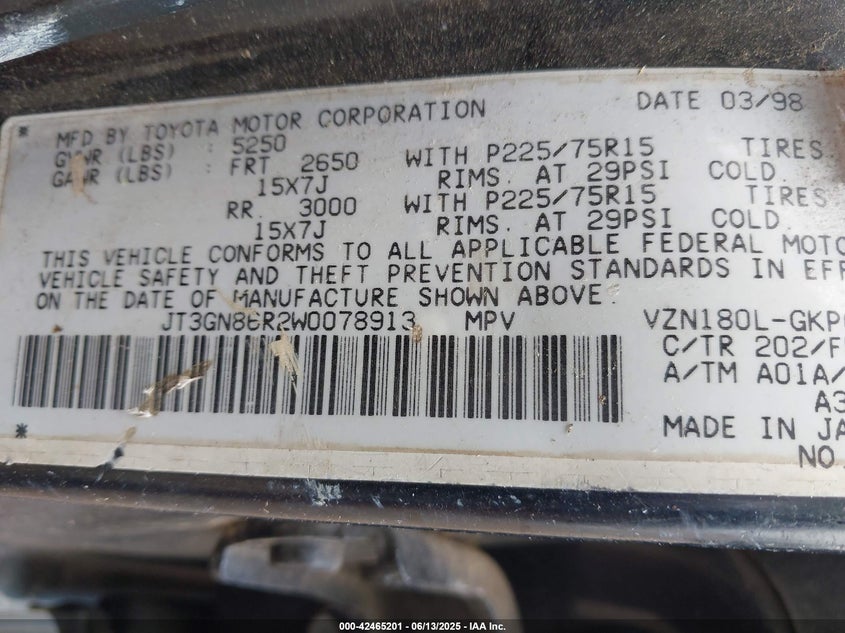 * MFD BY TOYOTA MOTOR CORPORATION DATE 03/98
GVWR (LBS) : 5250
GAWR (LBS) : FRT 2650 WITH P225/75R15 TIRES.
15X7J RIMS. AT 29PSI COLD.
RR 3000 WITH P225/75R15 TIRES
15X7J RIMS. AT 29PSI COLD.
THIS VEHICLE CONFORMS TO ALL APPLICABLE FEDERAL MOTO
VEHICLE SAFETY AND THEFT PREVENTION STANDARDS IN EFF
ON THE DATE OF MANUFACTURE SHOWN ABOVE.
JT3GN86R2W0078913 MPV VZN180L-GKP
C/TR 202/F
A/TM A01A/
A3
* MADE IN JA
NO
000-42465201 - 06/13/2025 - IAA Inc.